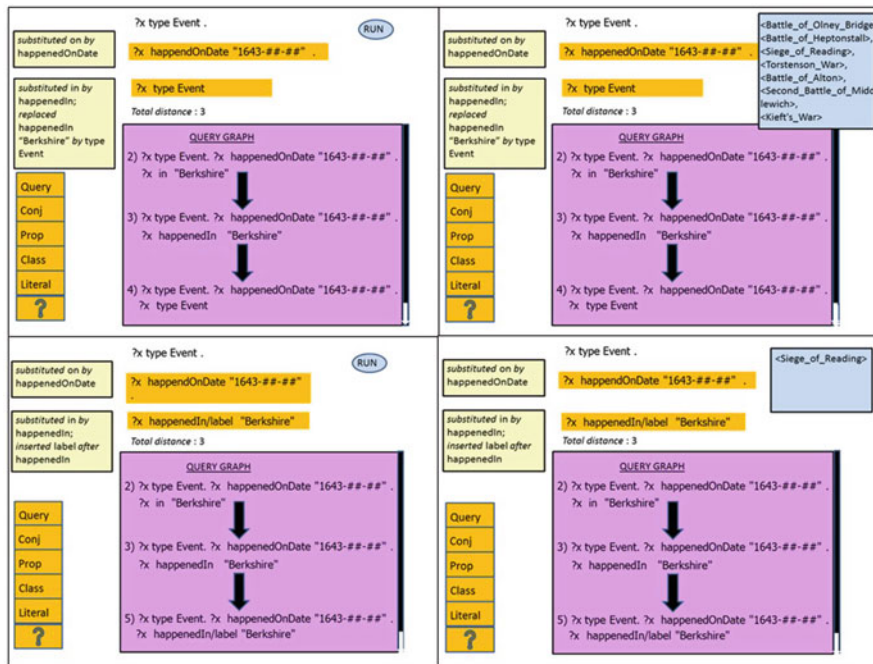 ?x type Event .
RUN
substituted on by
happenedOnDate
?x happendOnDate "1643-##-##" .
substituted in by
happenedIn;
replaced
happenedIn
"Berkshire" by type
Event
?x type Event
Total distance : 3
QUERY GRAPH
2) ?x type Event. ?x happenedOnDate "1643-##-##" .
?x in "Berkshire"
3) ?x type Event. ?x happenedOnDate "1643-##-##" .
?x happenedIn "Berkshire"
4) ?x type Event. ?x happenedOnDate "1643-##-##" .
?x type Event
Query
Conj
Prop
Class
Literal
?
?x type Event .
<Battle_of_Olney_Bridge
<Battle_of_Heptonstall>,
<Siege_of_Reading>,
<Torstenson_War>,
<Battle_of_Alton>,
<Second_Battle_of_Midd
lewich>,
<Kieft's_War>
substituted on by
happenedOnDate
?x happendOnDate "1643-##-##" .
substituted in by
happenedIn;
replaced
happenedIn
"Berkshire" by type
Event
?x type Event
Total distance : 3
QUERY GRAPH
2) ?x type Event. ?x happenedOnDate "1643-##-##" .
?x in "Berkshire"
3) ?x type Event. ?x happenedOnDate "1643-##-##" .
?x happenedIn "Berkshire"
4) ?x type Event. ?x happenedOnDate "1643-##-##" .
?x type Event
Query
Conj
Prop
Class
Literal
?
?x type Event .
RUN
substituted on by
happenedOnDate
?x happendOnDate "1643-##-##"
.
substituted in by
happenedIn;
inserted label after
happenedIn
?x happenedIn/label "Berkshire"
Total distance : 3
QUERY GRAPH
2) ?x type Event. ?x happenedOnDate "1643-##-##" .
?x in "Berkshire"
3) ?x type Event. ?x happenedOnDate "1643-##-##" .
?x happenedIn "Berkshire"
5) ?x type Event. ?x happenedOnDate "1643-##-##" .
?x happenedIn/label "Berkshire"
Query
Conj
Prop
Class
Literal
?
?x type Event .
<Siege_of_Reading>
substituted on by
happenedOnDate
?x happendOnDate "1643-##-##" .
substituted in by
happenedIn;
inserted label after
happenedIn
?x happenedIn/label "Berkshire"
Total distance : 3
QUERY GRAPH
2) ?x type Event. ?x happenedOnDate "1643-##-##" .
?x in "Berkshire"
3) ?x type Event. ?x happenedOnDate "1643-##-##" .
?x happenedIn "Berkshire"
5) ?x type Event. ?x happenedOnDate "1643-##-##" .
?x happenedIn/label "Berkshire"
Query
Conj
Prop
Class
Literal
?